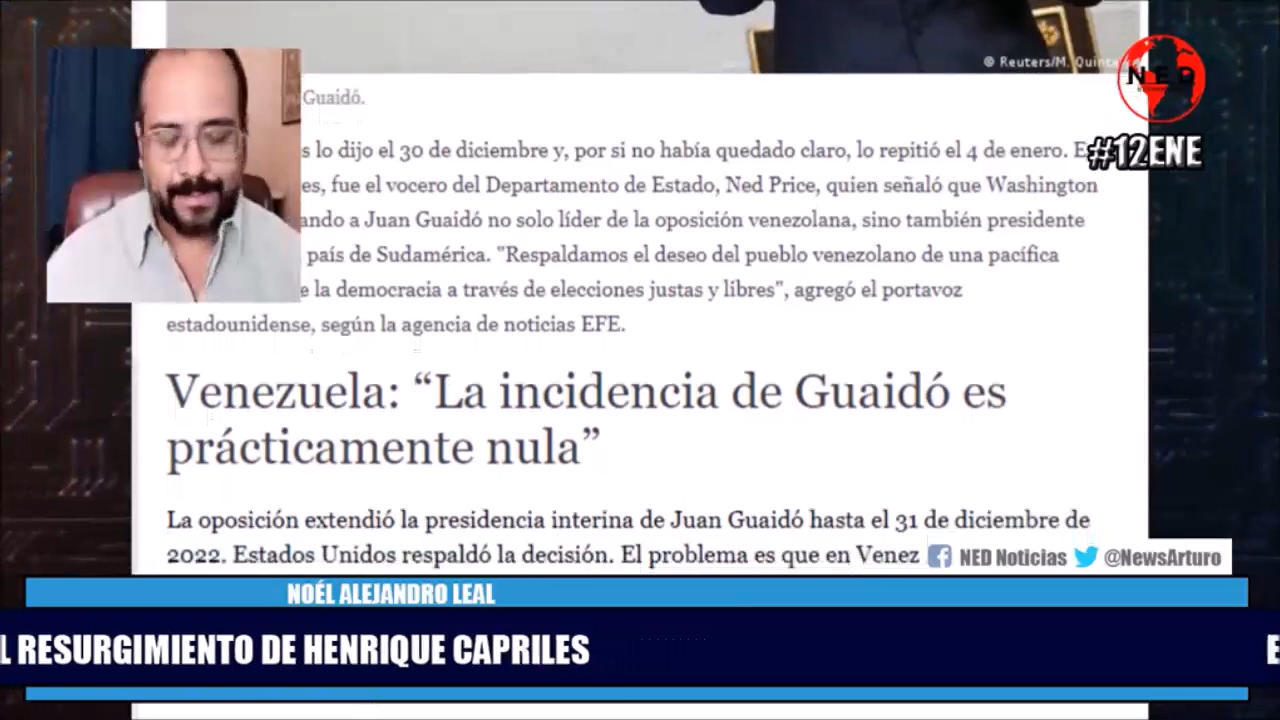 © Reuters/M. Quint
NED
#12ENE
Guaidó.
s lo dijo el 30 de diciembre y, por si no había quedado claro, lo repitió el 4 de enero. E
es, fue el vocero del Departamento de Estado, Ned Price, quien señaló que Washington
ando a Juan Guaidó no solo líder de la oposición venezolana, sino también presidente
país de Sudamérica. "Respaldamos el deseo del pueblo venezolano de una pacífica
e la democracia a través de elecciones justas y libres", agregó el portavoz
estadounidense, según la agencia de noticias EFE.
Venezuela: “La incidencia de Guaidó es
prácticamente nula”
La oposición extendió la presidencia interina de Juan Guaidó hasta el 31 de diciembre de
2022. Estados Unidos respaldó la decisión. El problema es que en Venez
NED Noticias @NewsArturo
NOÉL ALEJANDRO LEAL
L RESURGIMIENTO DE HENRIQUE CAPRILES E